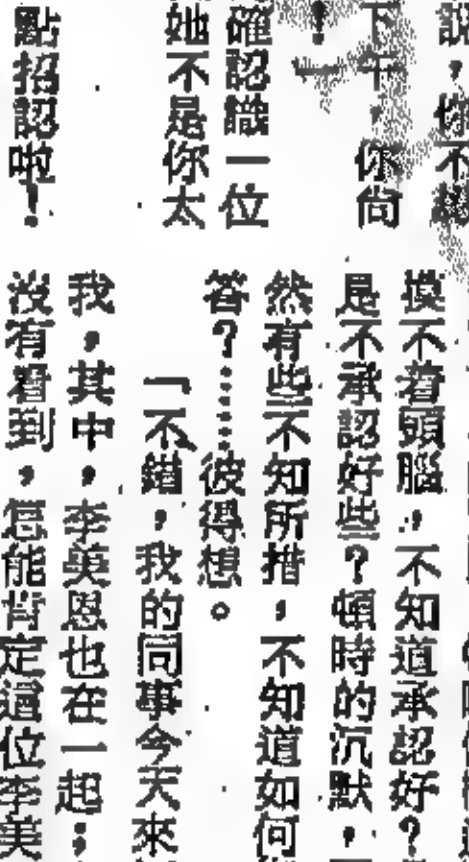 説，你不
下午，你尙
！」
確認識一位
她不是你太
點招認啦！
摸不着頭腦，不知道承認好？
是不承認好些？頓時的沉默，
然有些不知所措，不知道如何
答？……彼得想。
「不錯，我的同事今天來
我，其中，李美恩也在一起；
沒有看到，怎能肯定這位李美